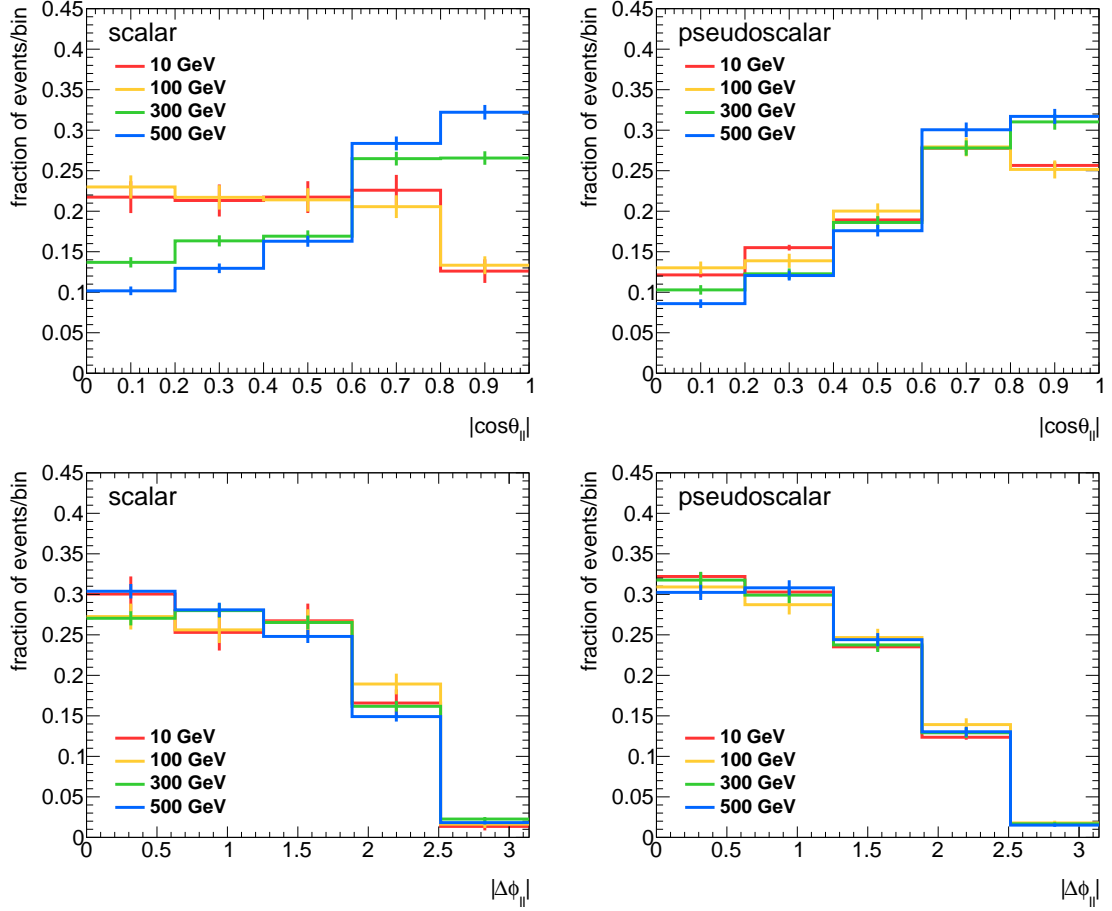 scalar
fraction of events/bin
10 GeV
100 GeV
300 GeV
500 GeV
0.45
0.4
0.35
0.3
0.25
0.2
0.15
0.1
0.05
0
0 0.1 0.2 0.3 0.4 0.5 0.6 0.7 0.8 0.9 1
|cosθ_ll|
pseudoscalar
fraction of events/bin
10 GeV
100 GeV
300 GeV
500 GeV
0.45
0.4
0.35
0.3
0.25
0.2
0.15
0.1
0.05
0
0 0.1 0.2 0.3 0.4 0.5 0.6 0.7 0.8 0.9 1
|cosθ_ll|
scalar
fraction of events/bin
0.45
0.4
0.35
0.3
0.25
0.2
0.15
0.1
0.05
0
10 GeV
100 GeV
300 GeV
500 GeV
0 0.5 1 1.5 2 2.5 3
|Δϕ_ll|
pseudoscalar
fraction of events/bin
0.45
0.4
0.35
0.3
0.25
0.2
0.15
0.1
0.05
0
10 GeV
100 GeV
300 GeV
500 GeV
0 0.5 1 1.5 2 2.5 3
|Δϕ_ll|